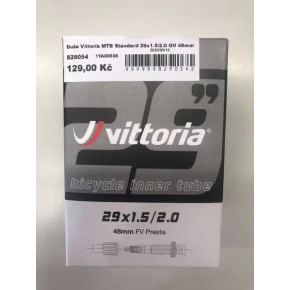 Duše Vittoria MTB Standard 29x1.5/2.0 GV 48mm
829054 1TA00036
129,00 Kč
29"
vittoria
bicycle inner tube
29x1.5/2.0
48mm FV Presta